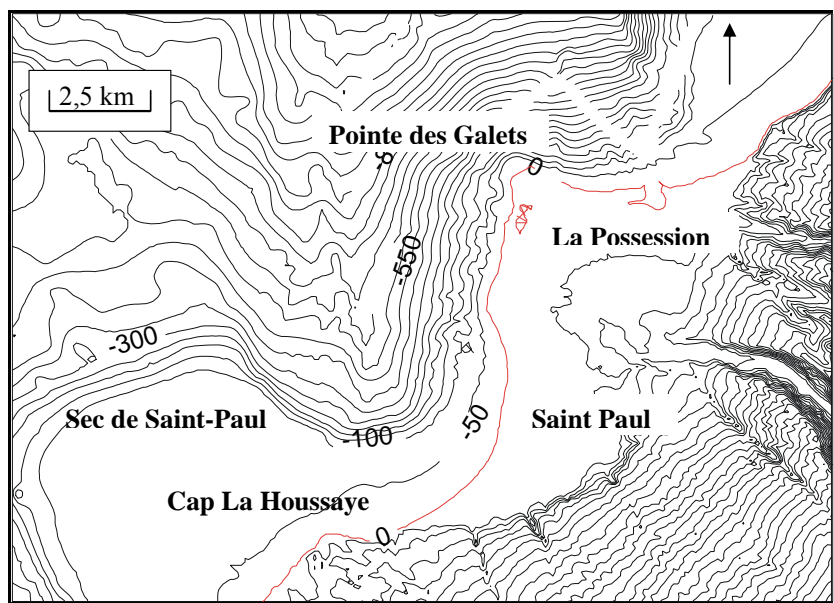 2,5 km
Pointe des Galets
0
La Possession
-550
-300
Sec de Saint-Paul
-100
-50
Saint Paul
Cap La Houssaye
0